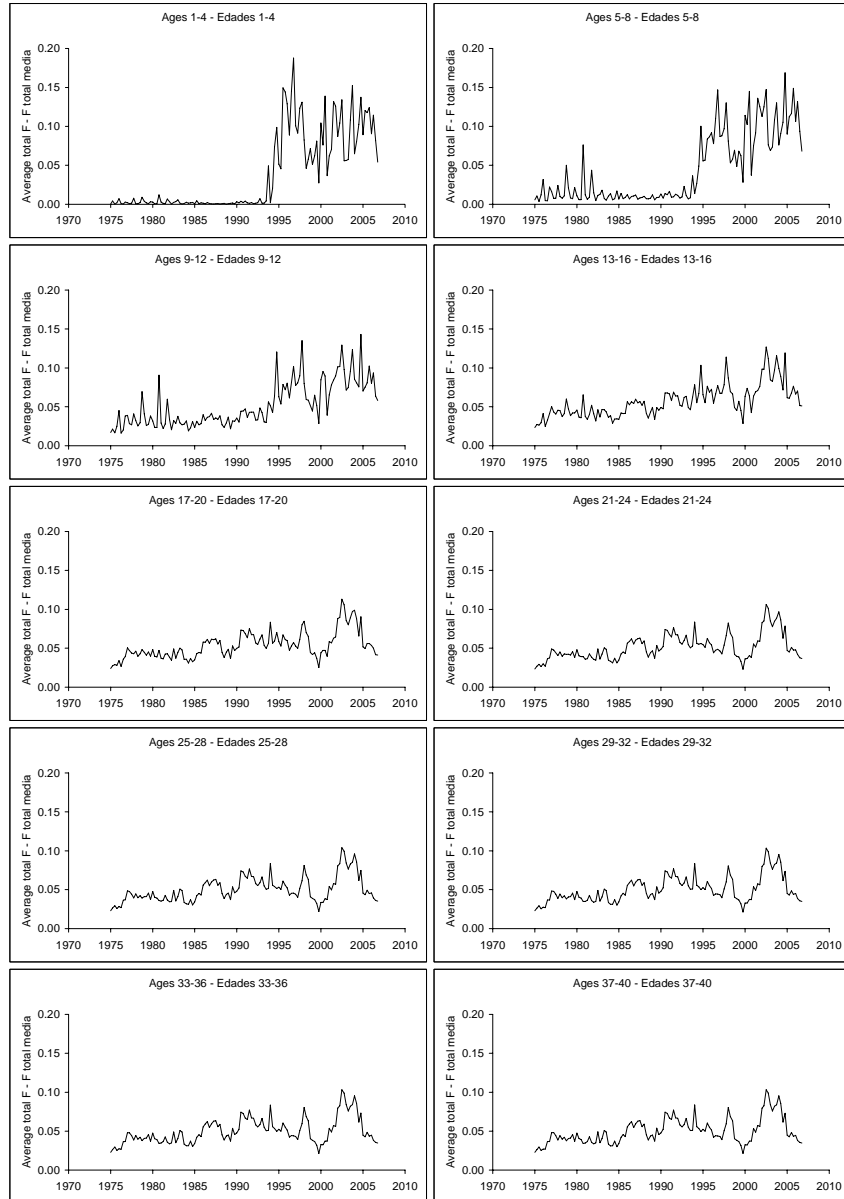 Ages 1-4 - Edades 1-4
Average total F - F total media
0.20
0.15
0.10
0.05
0.00
1970 1975 1980 1985 1990 1995 2000 2005 2010
Ages 5-8 - Edades 5-8
Average total F - F total media
0.20
0.15
0.10
0.05
0.00
1970 1975 1980 1985 1990 1995 2000 2005 2010
Ages 9-12 - Edades 9-12
Average total F - F total media
0.20
0.15
0.10
0.05
0.00
1970 1975 1980 1985 1990 1995 2000 2005 2010
Ages 13-16 - Edades 13-16
Average total F - F total media
0.20
0.15
0.10
0.05
0.00
1970 1975 1980 1985 1990 1995 2000 2005 2010
Ages 17-20 - Edades 17-20
Average total F - F total media
0.20
0.15
0.10
0.05
0.00
1970 1975 1980 1985 1990 1995 2000 2005 2010
Ages 21-24 - Edades 21-24
Average total F - F total media
0.20
0.15
0.10
0.05
0.00
1970 1975 1980 1985 1990 1995 2000 2005 2010
Ages 25-28 - Edades 25-28
Average total F - F total media
0.20
0.15
0.10
0.05
0.00
1970 1975 1980 1985 1990 1995 2000 2005 2010
Ages 29-32 - Edades 29-32
Average total F - F total media
0.20
0.15
0.10
0.05
0.00
1970 1975 1980 1985 1990 1995 2000 2005 2010
Ages 33-36 - Edades 33-36
Average total F - F total media
0.20
0.15
0.10
0.05
0.00
1970 1975 1980 1985 1990 1995 2000 2005 2010
Ages 37-40 - Edades 37-40
Average total F - F total media
0.20
0.15
0.10
0.05
0.00
1970 1975 1980 1985 1990 1995 2000 2005 2010